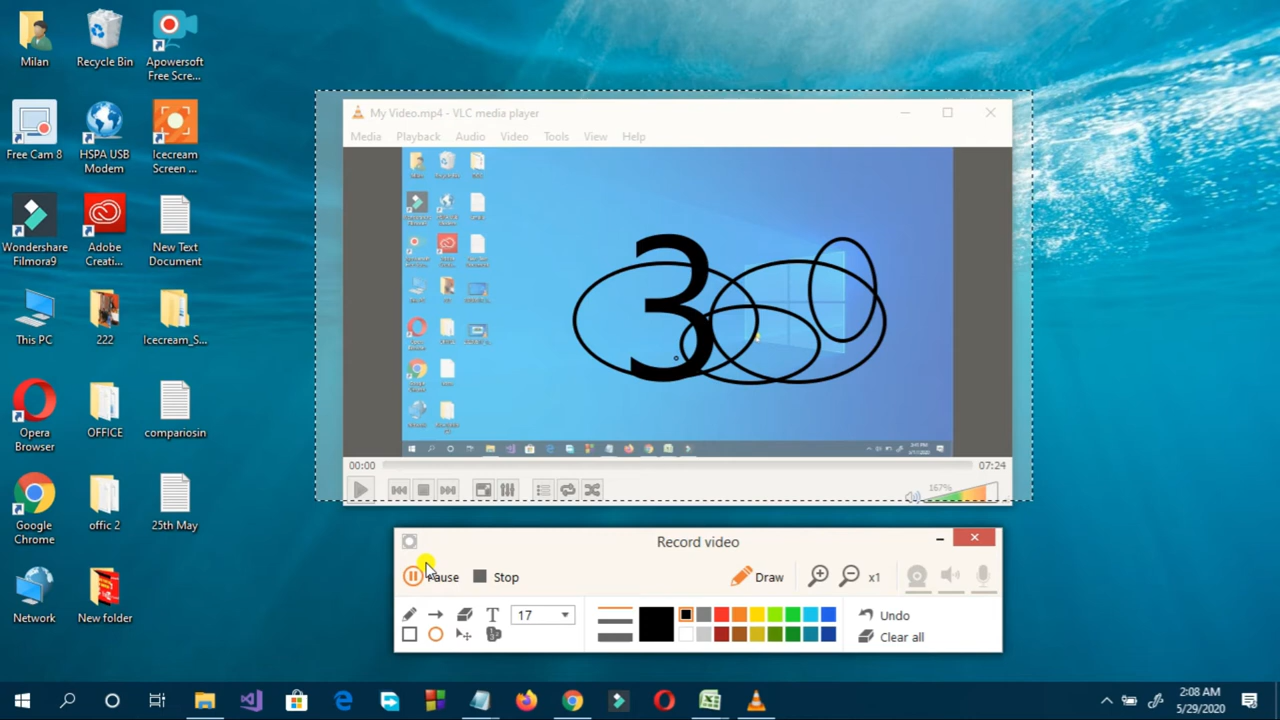 Milan
Recycle Bin
Apowersoft
Free Scre...
Free Cam 8
HSPA USB
Modem
Icecream
Screen ...
Wondershare
Filmora9
Adobe
Creati...
New Text
Document
This PC
222
Icecream_S...
Opera
Browser
OFFICE
compariosin
Google
Chrome
offic 2
25th May
Network
New folder
My Video.mp4 - VLC media player
Media Playback Audio Video Tools View Help
3
00:00
07:24
167%
Record video
Pause
Stop
Draw
x1
T
17
Undo
Clear all
2:08 AM
5/29/2020